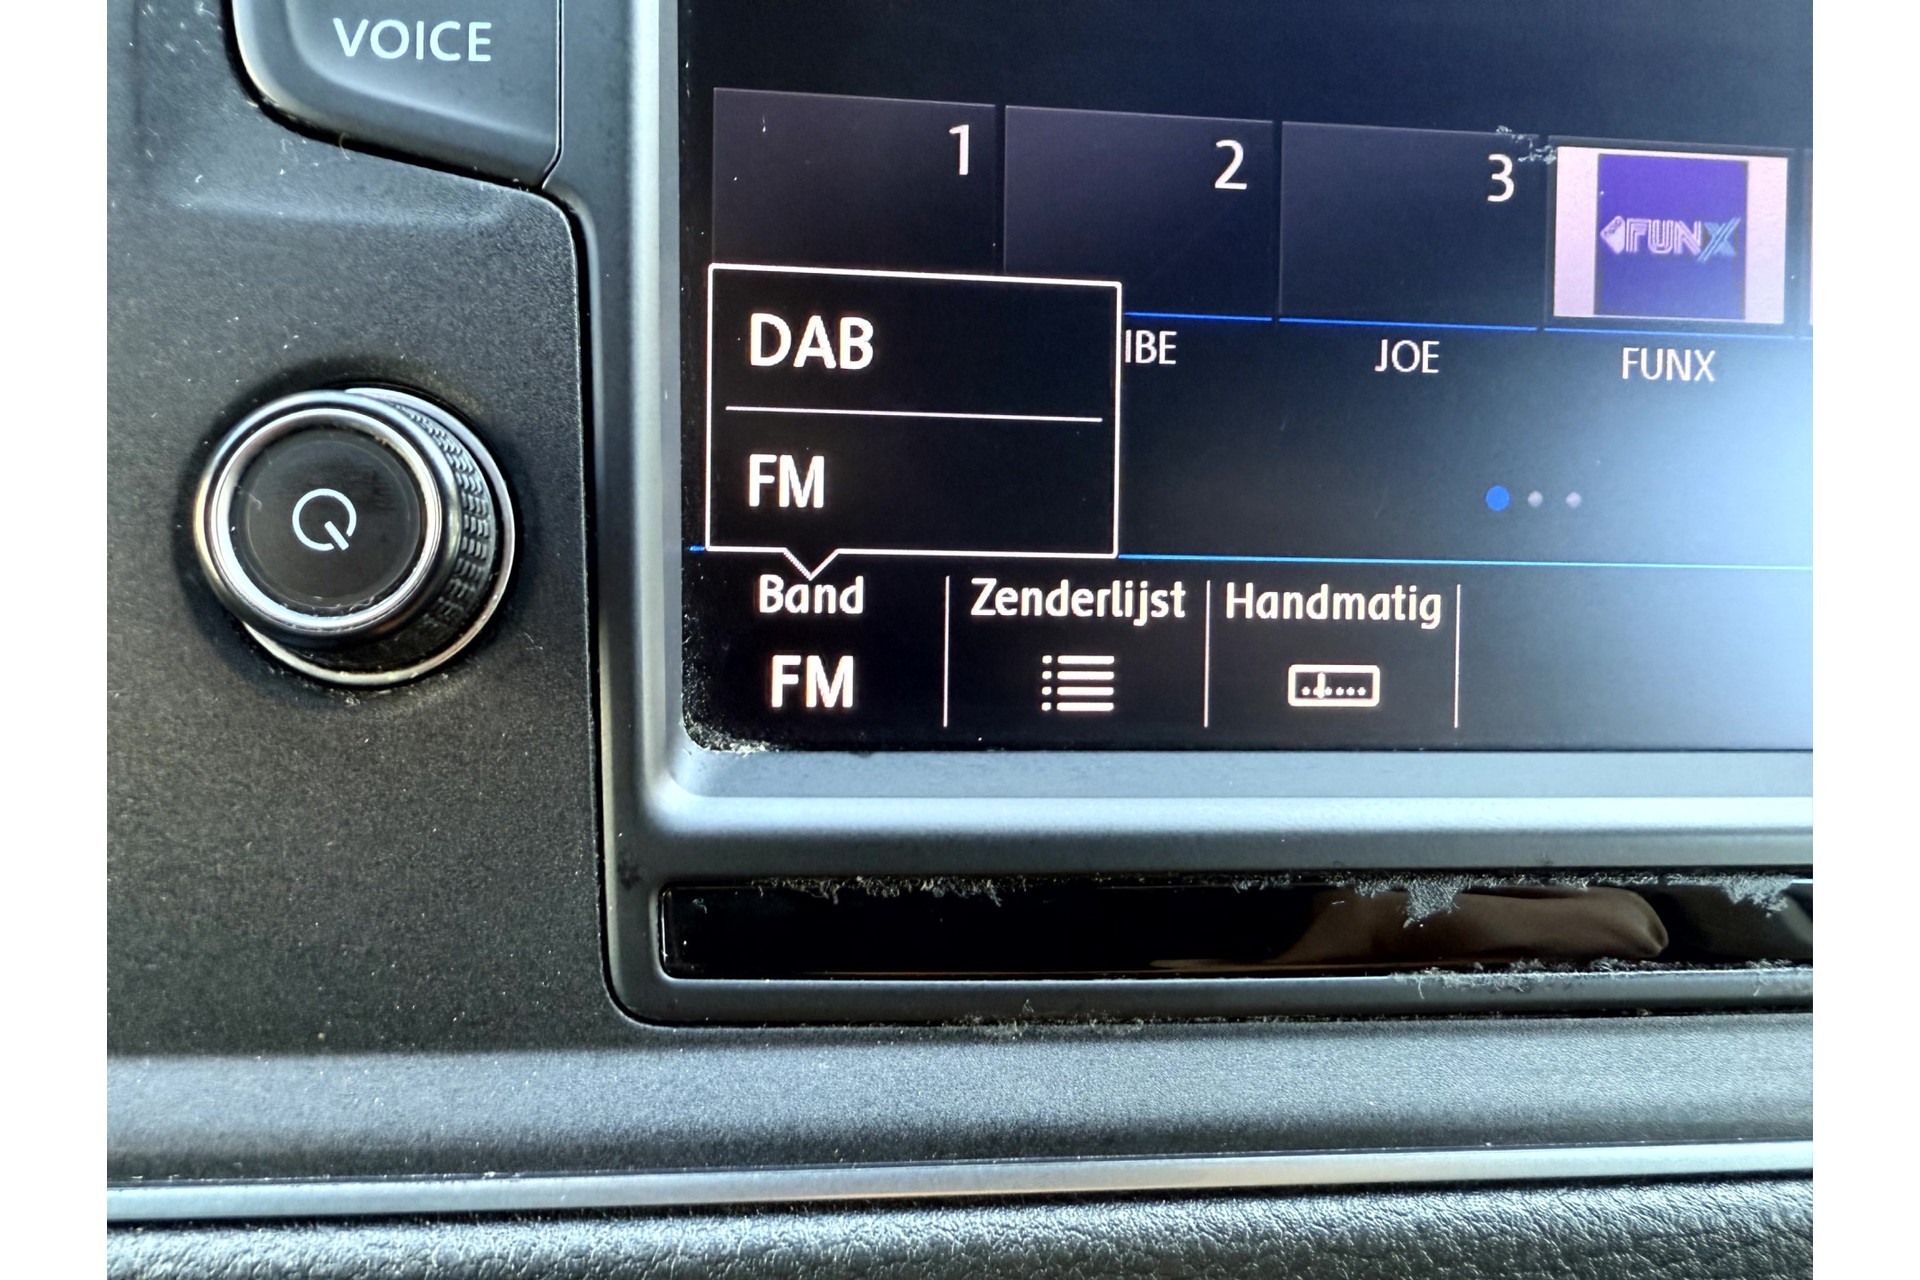 VOICE
1
2
3
FUNX
IBE
JOE
FUNX
DAB
FM
Band
Zenderlijst
Handmatig
FM